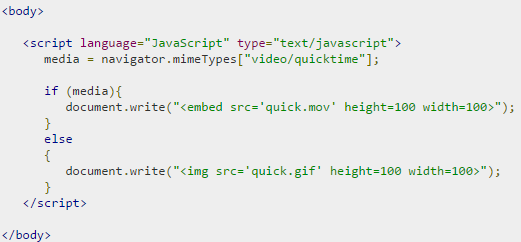 <body>
<script language="JavaScript" type="text/javascript">
media = navigator.mimeTypes["video/quicktime"];
if (media){
document.write("<embed src='quick.mov' height=100 width=100>");
}
else
{
document.write("<img src='quick.gif' height=100 width=100>");
}
</script>
</body>